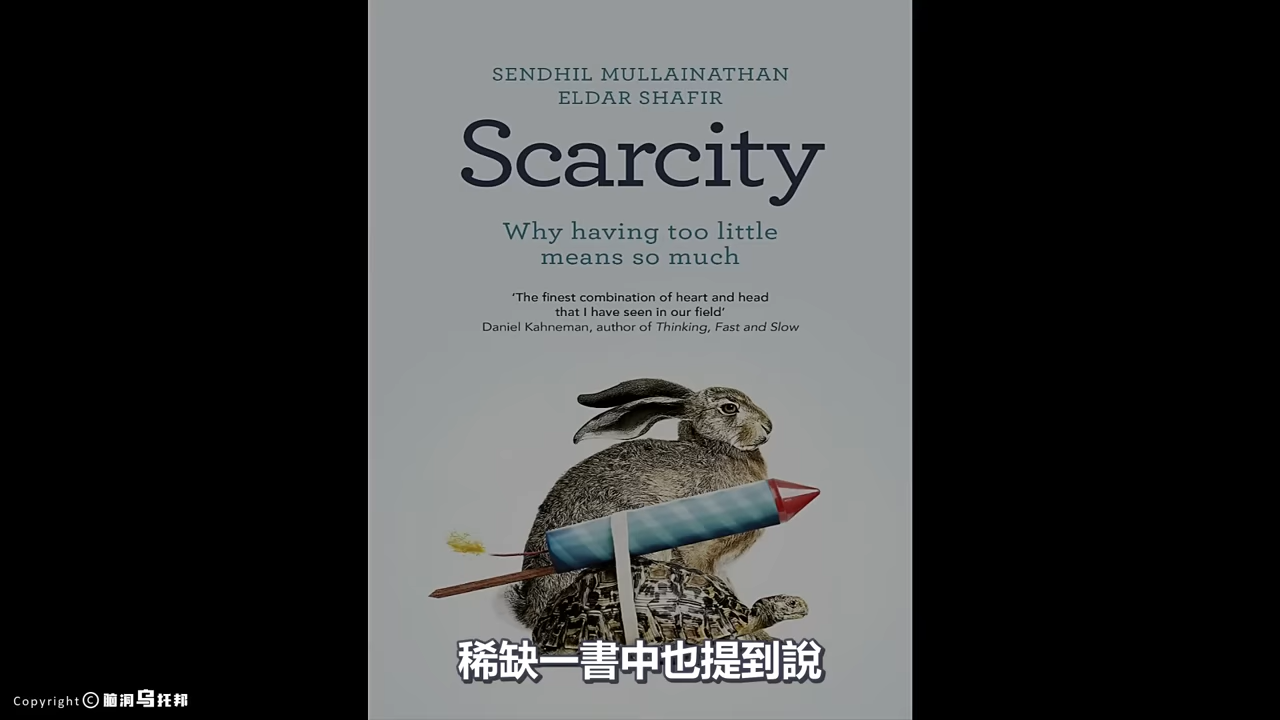 SENDHIL MULLAINATHAN
ELDAR SHAFIR
Scarcity
Why having too little
means so much
‘The finest combination of heart and head
that I have seen in our field’
Daniel Kahneman, author of Thinking, Fast and Slow
稀缺一書中也提到說
Copyright © 脑洞乌托邦